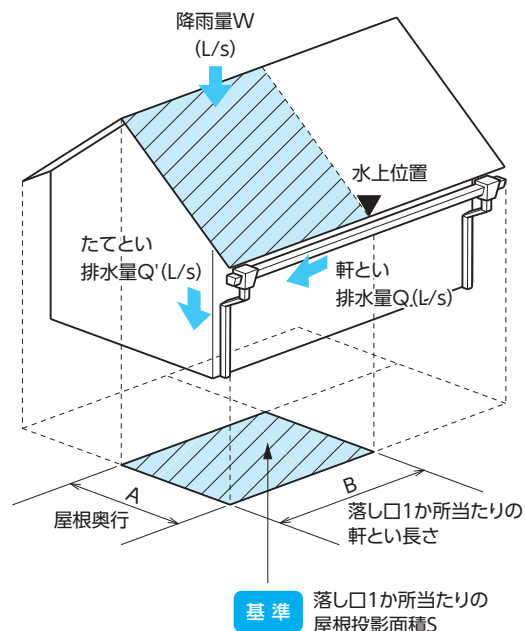 降雨量W
(L/s)
水上位置
たてとい
排水量Q'(L/s)
軒とい
排水量Q(L/s)
A
屋根奥行
B
落し口1か所当たりの
軒とい長さ
基準
落し口1か所当たりの
屋根投影面積S